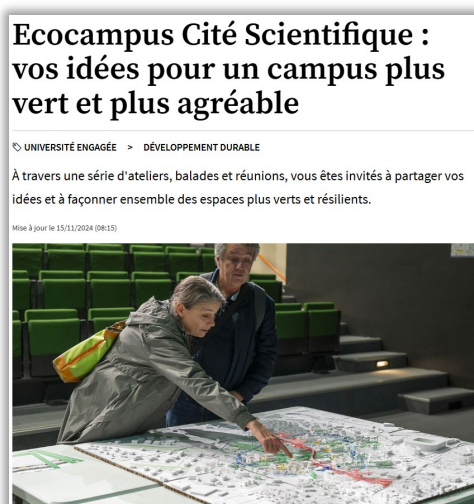 Ecocampus Cité Scientifique :
vos idées pour un campus plus
vert et plus agréable
UNIVERSITÉ ENGAGÉE > DÉVELOPPEMENT DURABLE
À travers une série d'ateliers, balades et réunions, vous êtes invités à partager vos
idées et à façonner ensemble des espaces plus verts et résilients.
Mise à jour le 15/11/2024 (08:15)